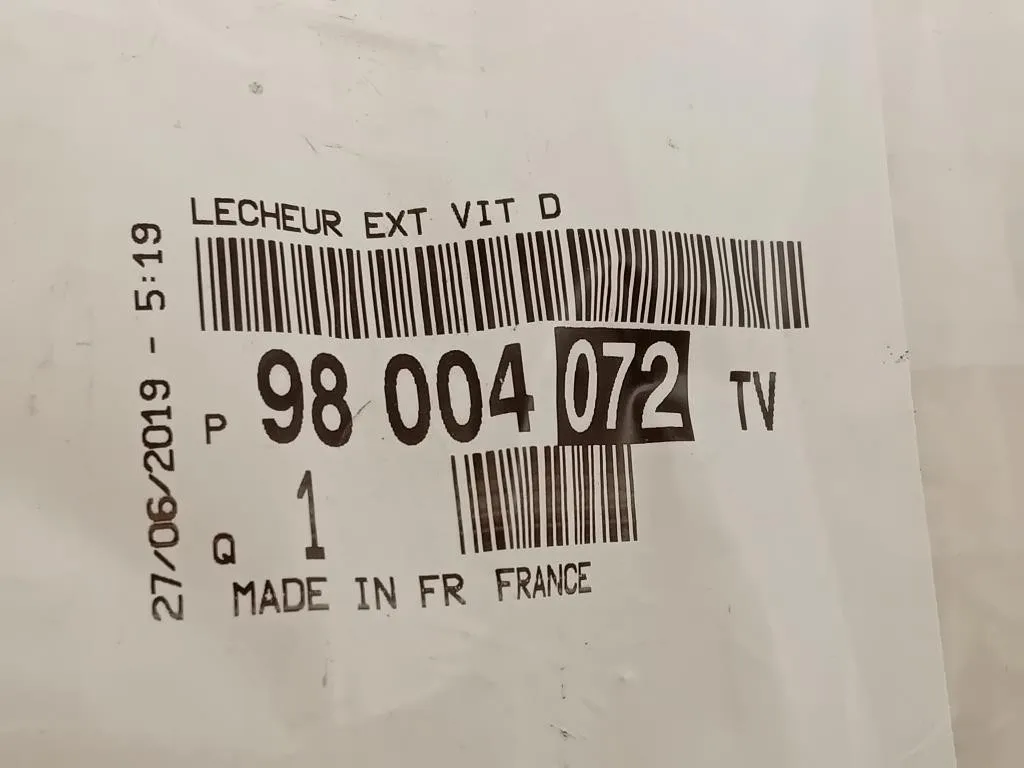 LECHEUR EXT VIT D
P 98 004 072 TV
Q 1
MADE IN FR FRANCE
27/06/2019 - 5:19